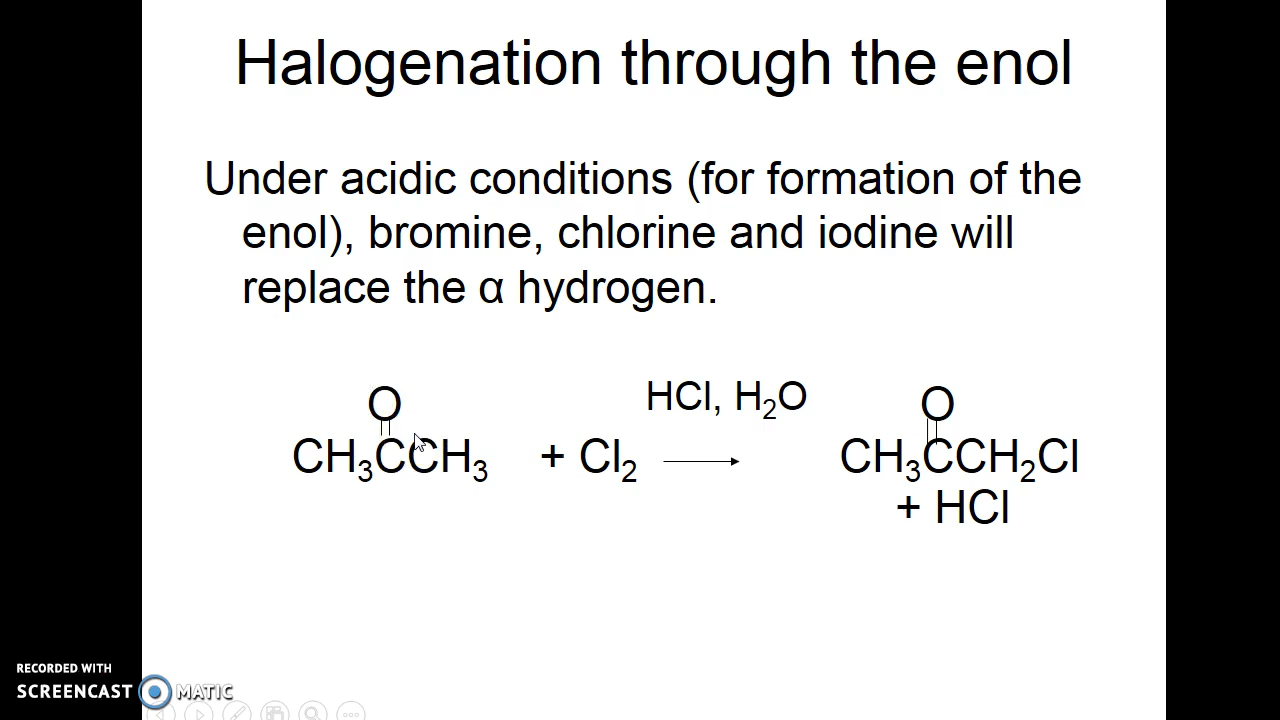 Halogenation through the enol
Under acidic conditions (for formation of the
enol), bromine, chlorine and iodine will
replace the α hydrogen.
HCl, H₂O
O
O
CH₃CCH₃ + Cl₂
CH₃CCH₂Cl
+ HCl
RECORDED WITH
SCREENCAST MATIC